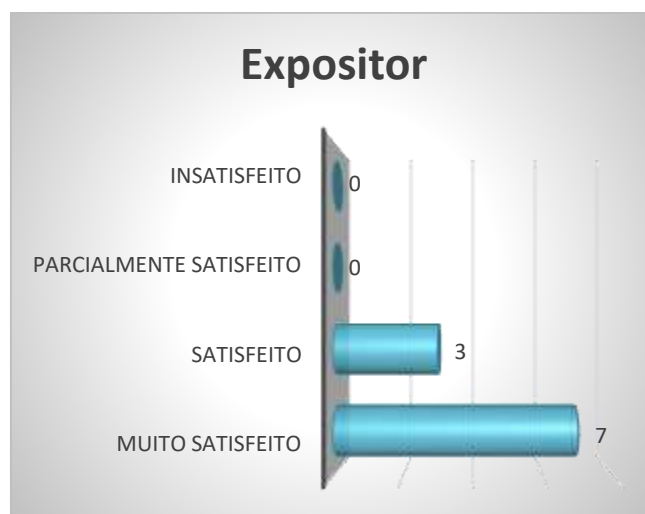 Expositor
INSATISFEITO 0
PARCIALMENTE SATISFEITO 0
SATISFEITO 3
MUITO SATISFEITO 7